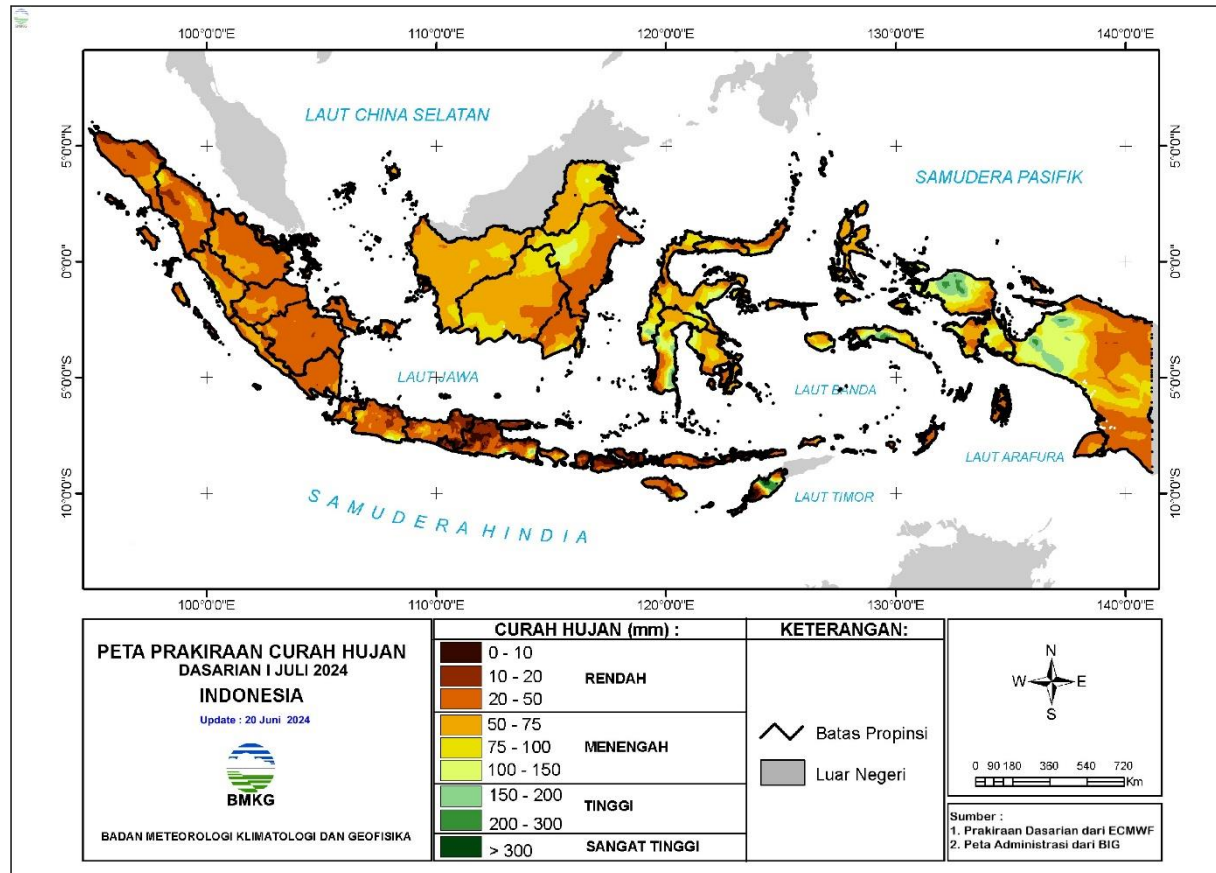 BMKG
100°0'0"E 110°0'0"E 120°0'0"E 130°0'0"E 140°0'0"E
LAUT CHINA SELATAN
SAMUDERA PASIFIK
5°0'0"N 5°0'0"N
0°0'0" 0°0'0"
5°0'0"S 5°0'0"S
10°0'0"S 10°0'0"S
LAUT JAWA
LAUT BANDA
LAUT ARAFURA
LAUT TIMOR
SAMUDERA HINDIA
100°0'0"E 110°0'0"E 120°0'0"E 130°0'0"E 140°0'0"E
PETA PRAKIRAAN CURAH HUJAN
DASARIAN I JULI 2024
INDONESIA
Update : 20 Juni 2024
BMKG
BADAN METEOROLOGI KLIMATOLOGI DAN GEOFISIKA
CURAH HUJAN (mm) :
0 - 10
10 - 20 RENDAH
20 - 50
50 - 75
75 - 100 MENENGAH
100 - 150
150 - 200 TINGGI
200 - 300
> 300 SANGAT TINGGI
KETERANGAN:
Batas Propinsi
Luar Negeri
N
W E
S
0 90 180 360 540 720
Km
Sumber :
1. Prakiraan Dasarian dari ECMWF
2. Peta Administrasi dari BIG